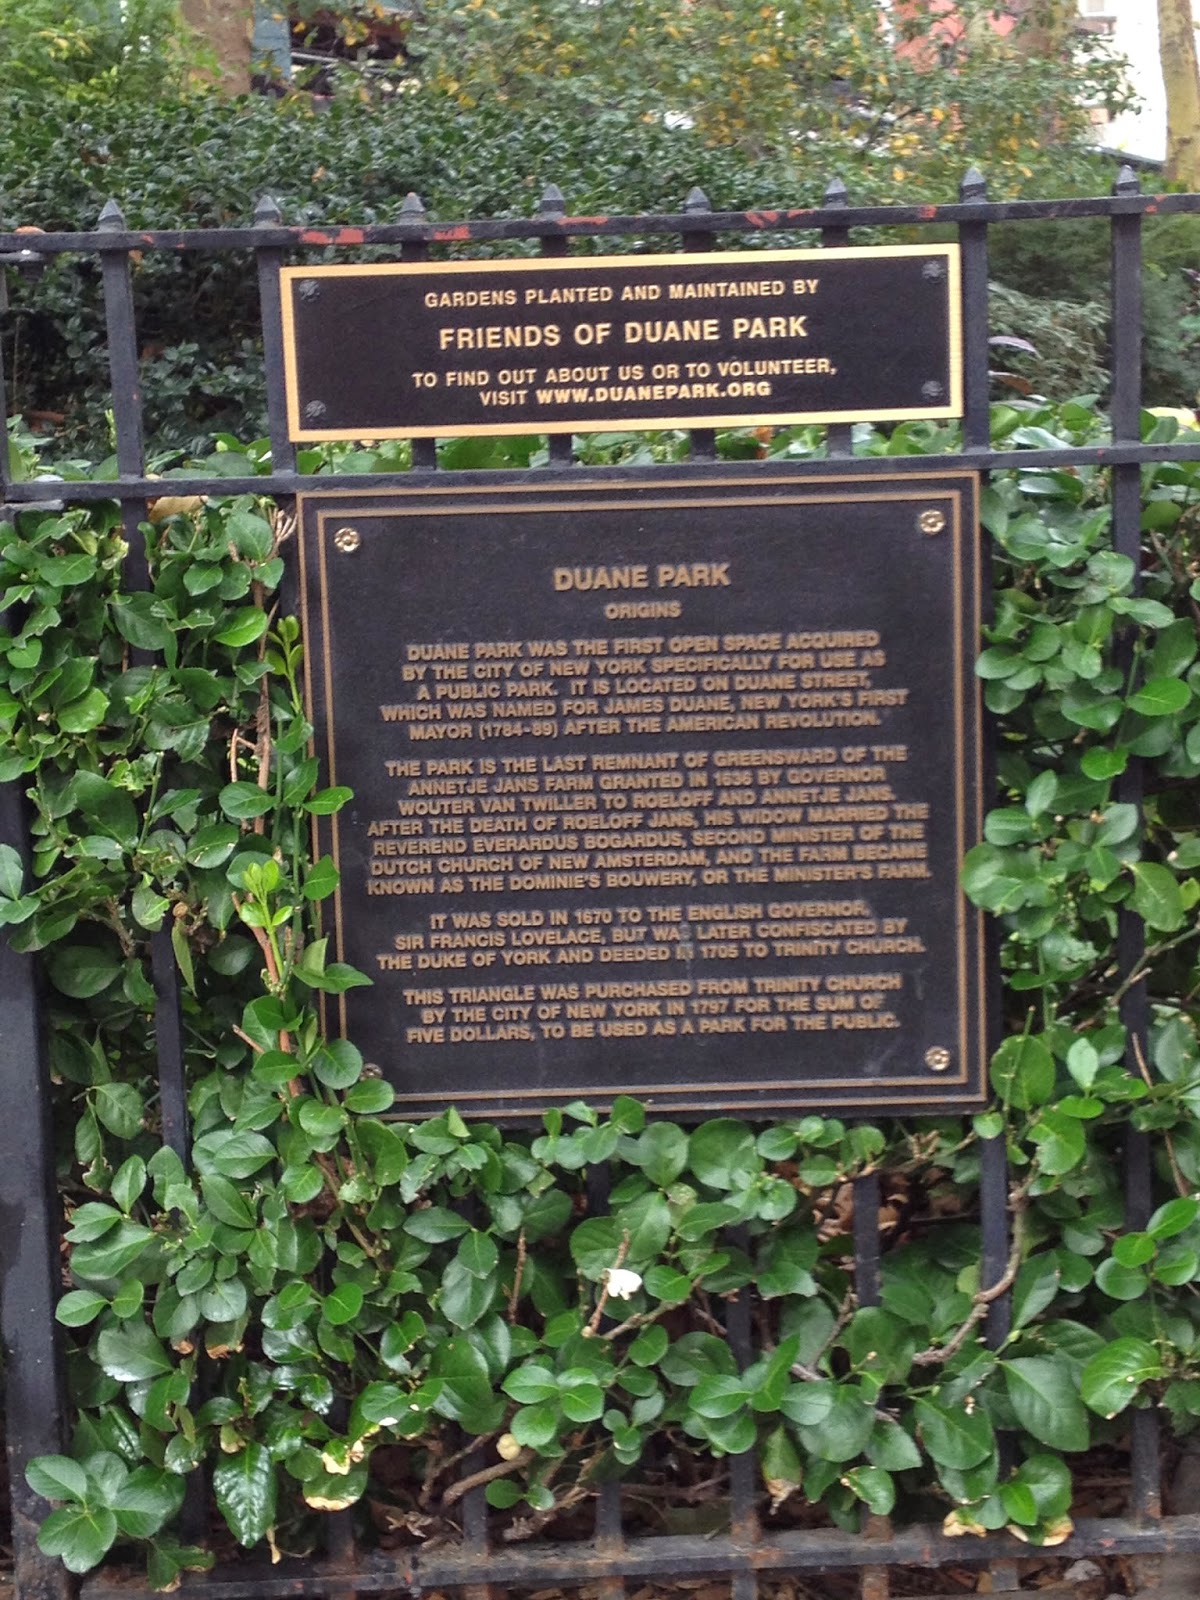 GARDENS PLANTED AND MAINTAINED BY
FRIENDS OF DUANE PARK
TO FIND OUT ABOUT US OR TO VOLUNTEER,
VISIT WWW.DUANEPARK.ORG
DUANE PARK
ORIGINS
DUANE PARK WAS THE FIRST OPEN SPACE ACQUIRED
BY THE CITY OF NEW YORK SPECIFICALLY FOR USE AS
A PUBLIC PARK. IT IS LOCATED ON DUANE STREET,
WHICH WAS NAMED FOR JAMES DUANE, NEW YORK'S FIRST
MAYOR (1784-89) AFTER THE AMERICAN REVOLUTION.
THE PARK IS THE LAST REMNANT OF GREENSWARD OF THE
ANNETJE JANS FARM GRANTED IN 1636 BY GOVERNOR
WOUTER VAN TWILLER TO ROELOFF AND ANNETJE JANS.
AFTER THE DEATH OF ROELOFF JANS, HIS WIDOW MARRIED THE
REVEREND EVERARDUS BOGARDUS, SECOND MINISTER OF THE
DUTCH CHURCH OF NEW AMSTERDAM, AND THE FARM BECAME
KNOWN AS THE DOMINIE'S BOUWERY, OR THE MINISTER'S FARM.
IT WAS SOLD IN 1670 TO THE ENGLISH GOVERNOR,
SIR FRANCIS LOVELACE, BUT WAS LATER CONFISCATED BY
THE DUKE OF YORK AND DEEDED IN 1705 TO TRINITY CHURCH.
THIS TRIANGLE WAS PURCHASED FROM TRINITY CHURCH
BY THE CITY OF NEW YORK IN 1797 FOR THE SUM OF
FIVE DOLLARS, TO BE USED AS A PARK FOR THE PUBLIC.